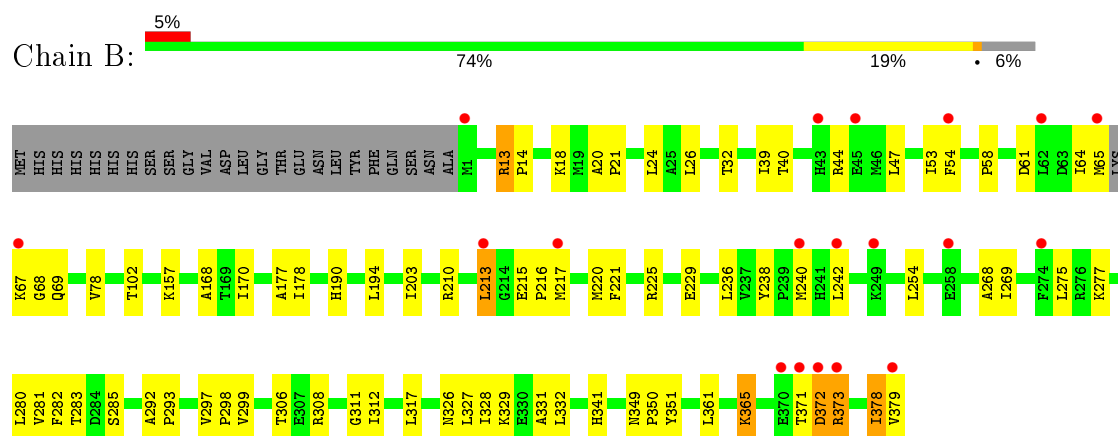 5%
Chain B:
74% 19% • 6%
MET HIS HIS HIS HIS HIS HIS SER SER GLY VAL ASP LEU GLY THR GLU ASN LEU TYR PHE GLN SER ASN ALA M1 R13 P14 K18 M19 A20 P21 L24 A25 L26 T32 I39 T40 H43 R44 E45 M46 L47 I53 F54 P58 D61 L62 D63 I64 M65 LYS
K67 G68 Q69 V78 T102 K157 A168 T169 I170 A177 I178 H190 L194 I203 R210 L213 G214 E215 P216 M217 M220 F221 R225 E229 L236 V237 Y238 P239 M240 H241 L242 K249 L254 E258 A268 I269 F274 L275 R276 K277
L280 V281 F282 T283 D284 S285 A292 P293 V297 P298 V299 T306 E307 R308 G311 I312 L317 N326 L327 I328 K329 E330 A331 L332 H341 N349 P350 Y351 L361 K365 E370 T371 D372 R373 I378 V379